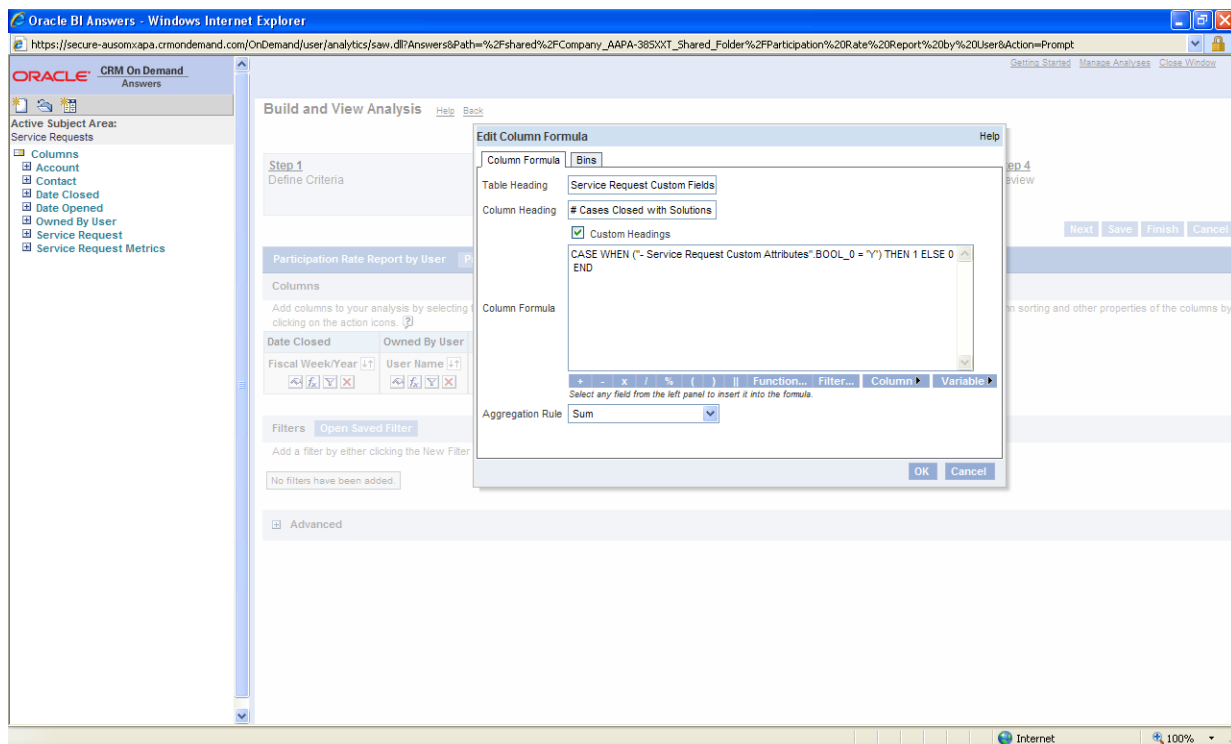 Oracle BI Answers - Windows Internet Explorer
https://secure-ausomxapa.crmondemand.com/OnDemand/user/analytics/saw.dll?Answers&Path=%2Fshared%2FCompany_AAPA-38SXXT_Shared_Folder%2FParticipation%20Rate%20Report%20by%20User&Action=Prompt
ORACLE CRM On Demand
Answers
Getting Started Manage Analyses Close Window
Active Subject Area:
Service Requests
Columns
Account
Contact
Date Closed
Date Opened
Owned By User
Service Request
Service Request Metrics
Build and View Analysis Help Back
Step 1
Define Criteria
Next Save Finish Cancel
Participation Rate Report by User
Columns
Add columns to your analysis by selecting
clicking on the action icons.
sorting and other properties of the columns by
Date Closed Owned By User
Fiscal Week/Year User Name
Filters Open Saved Filter
Add a filter by either clicking the New Filter
No filters have been added.
Advanced
Edit Column Formula Help
Column Formula Bins
Table Heading Service Request Custom Fields
Column Heading # Cases Closed with Solutions
Custom Headings
Column Formula
CASE WHEN ("- Service Request Custom Attributes".BOOL_0 = 'Y') THEN 1 ELSE 0
END
+ - x / % ( ) || Function... Filter... Column Variable
Select any field from the left panel to insert it into the formula.
Aggregation Rule Sum
OK Cancel
Internet 100%